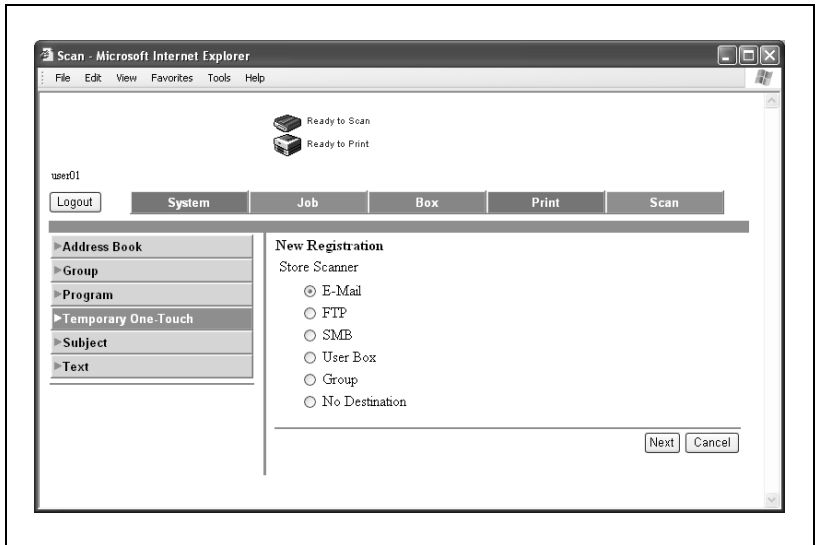 Scan - Microsoft Internet Explorer
File Edit View Favorites Tools Help
Ready to Scan
Ready to Print
user01
Logout System Job Box Print Scan
Address Book
Group
Program
Temporary One-Touch
Subject
Text
New Registration
Store Scanner
E-Mail
FTP
SMB
User Box
Group
No Destination
Next Cancel